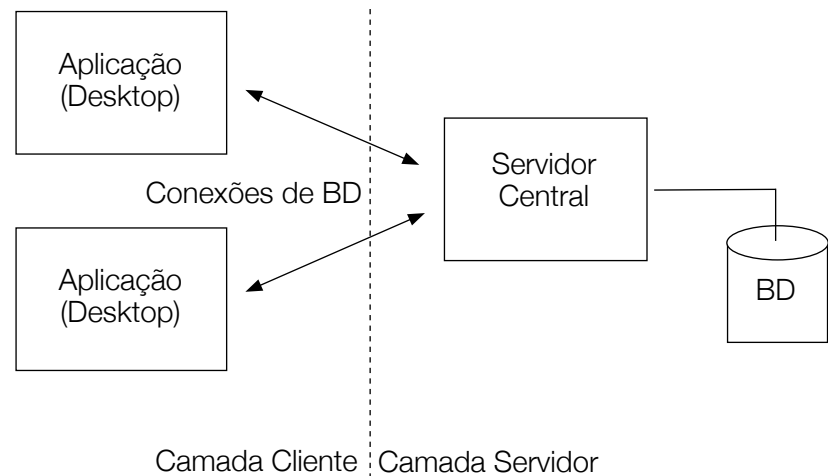 Aplicação
(Desktop)
Servidor
Central
Conexões de BD
Aplicação
(Desktop)
BD
Camada Cliente
Camada Servidor